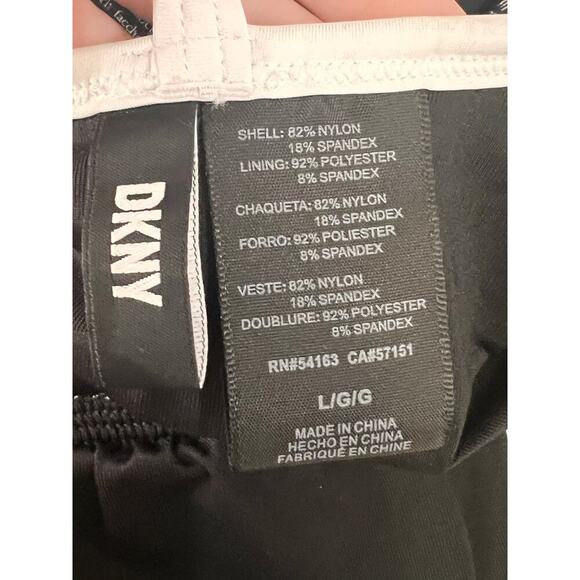 DKNY
SHELL: 82% NYLON
18% SPANDEX
LINING: 92% POLYESTER
8% SPANDEX
CHAQUETA: 82% NYLON
18% SPANDEX
FORRO: 92% POLIESTER
8% SPANDEX
VESTE: 82% NYLON
18% SPANDEX
DOUBLURE: 92% POLYESTER
8% SPANDEX
RN#54163 CA#57151
L/G/G
MADE IN CHINA
HECHO EN CHINA
FABRIQUÉ EN CHINE